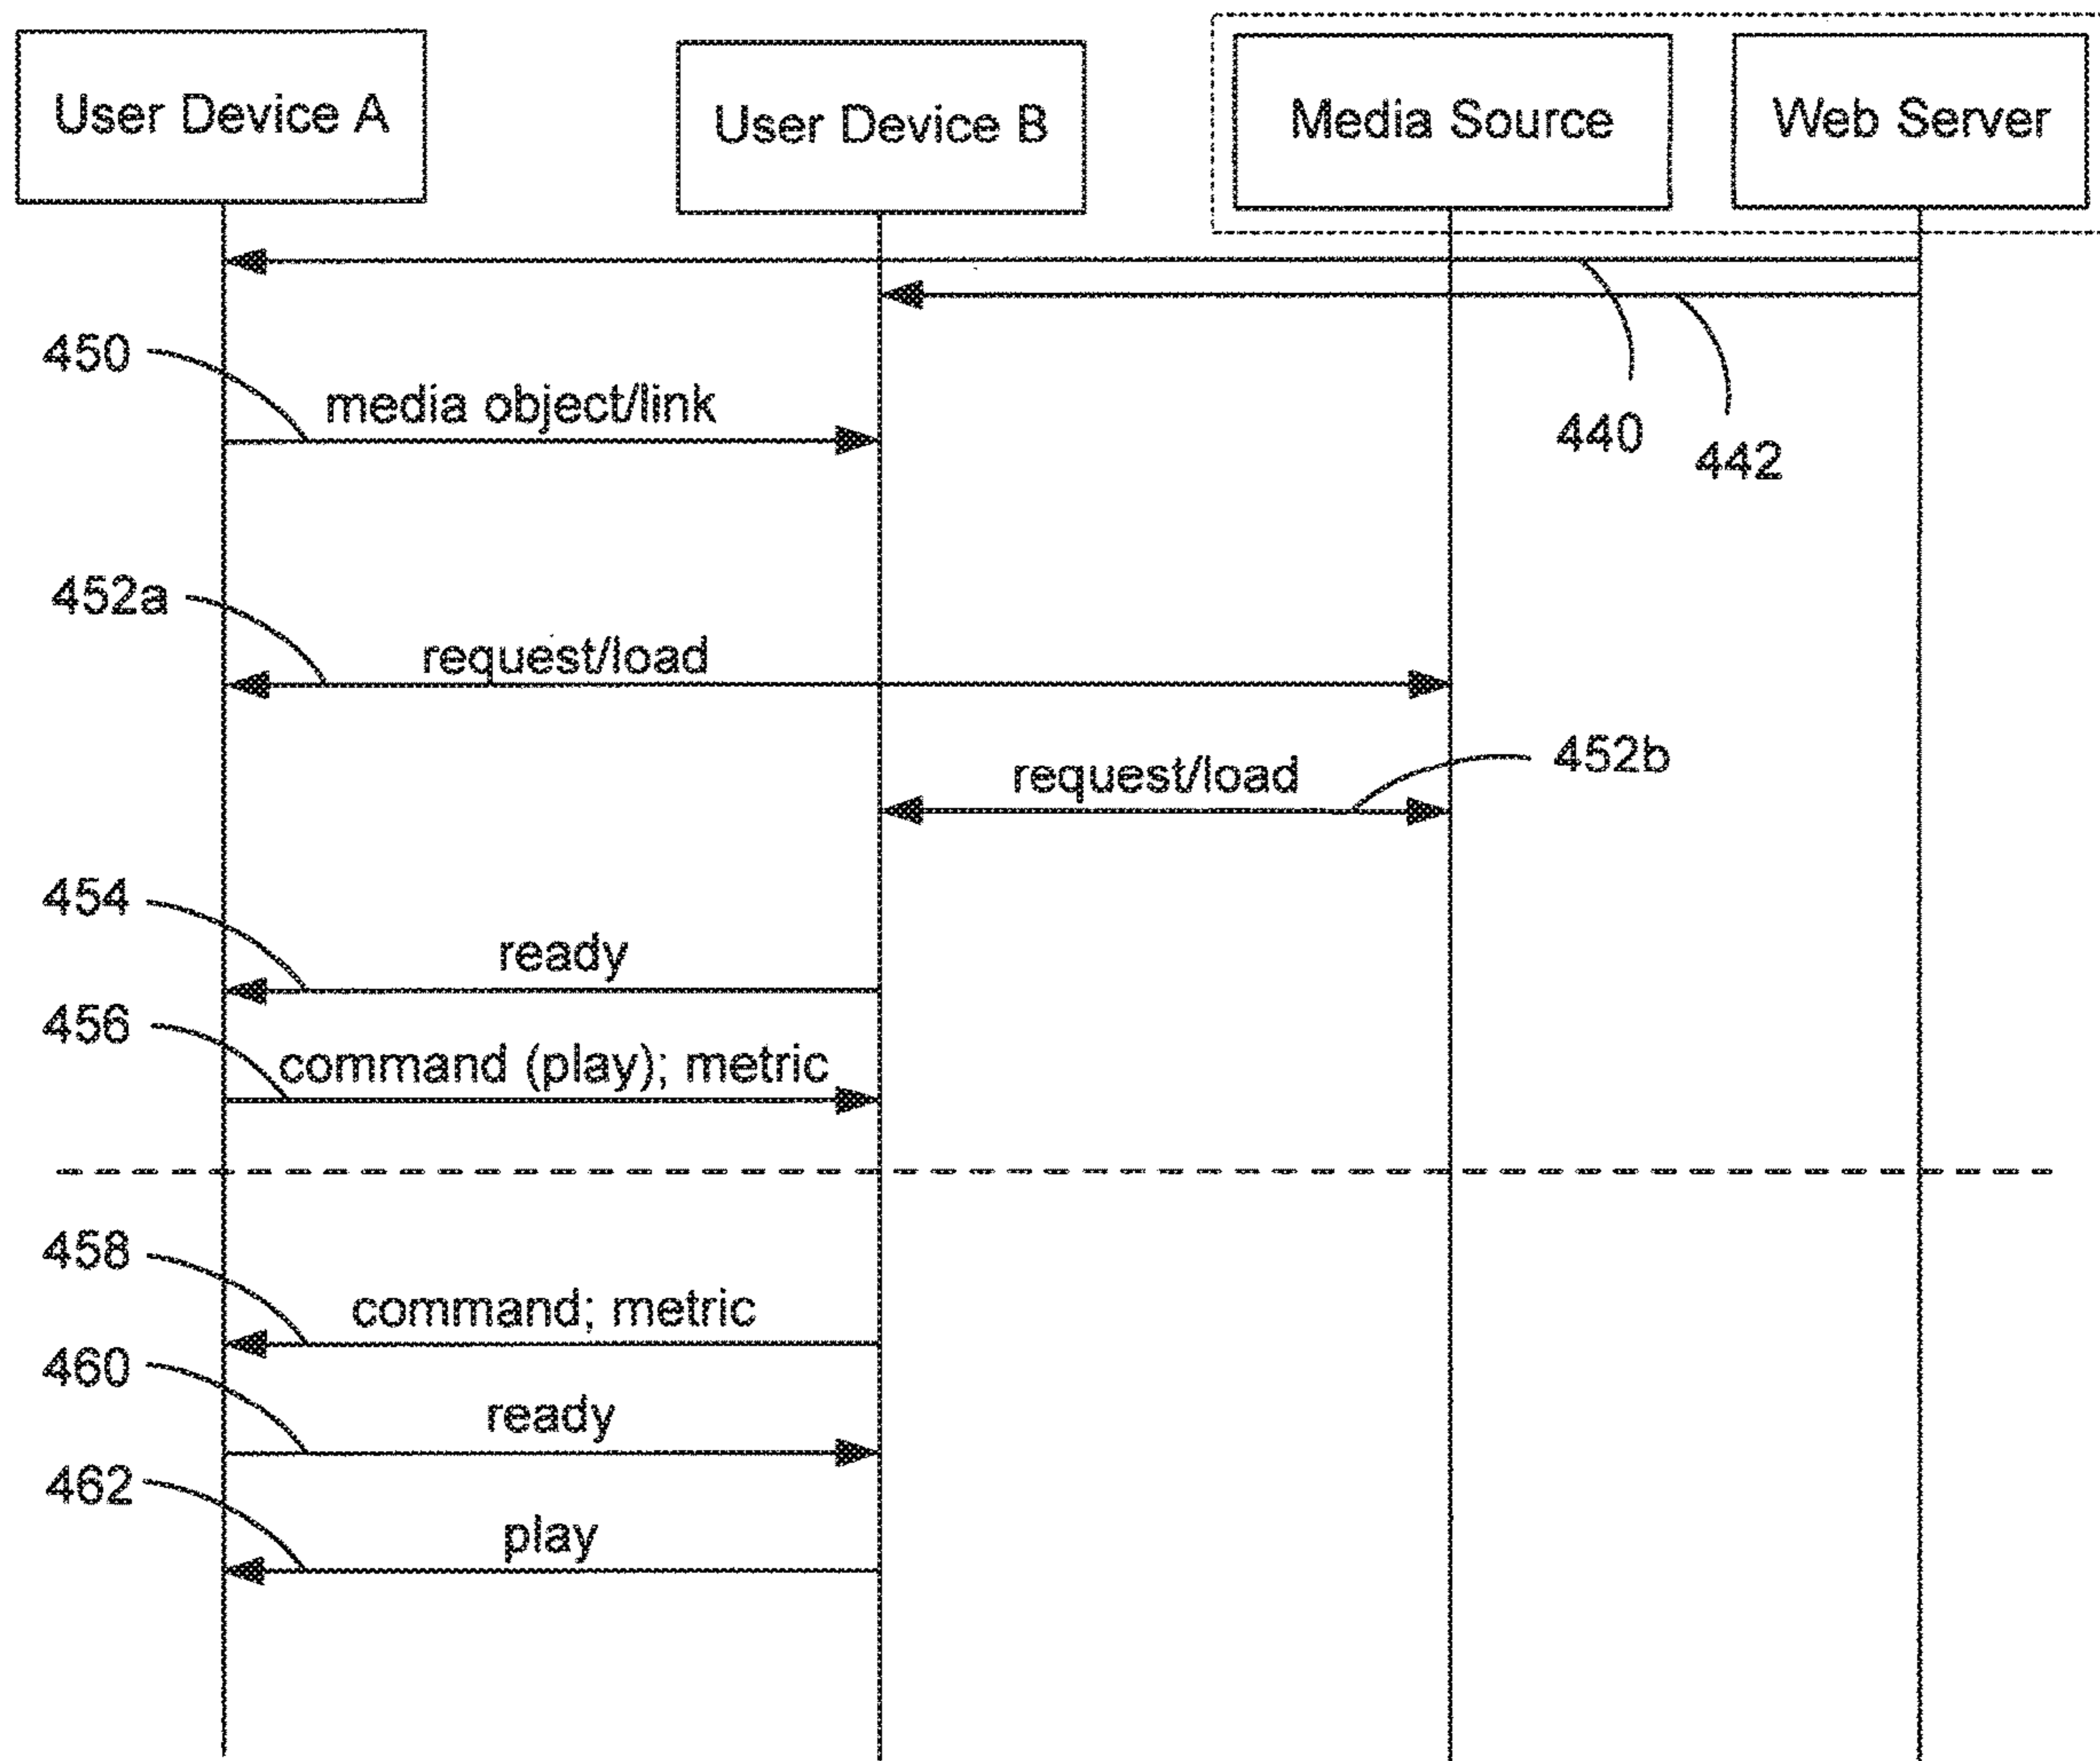 User Device A
User Device B
Media Source
Web Server
450
media object/link
440
442
452a
request/load
request/load
452b
454
ready
456
command (play); metric
458
command; metric
460
ready
462
play